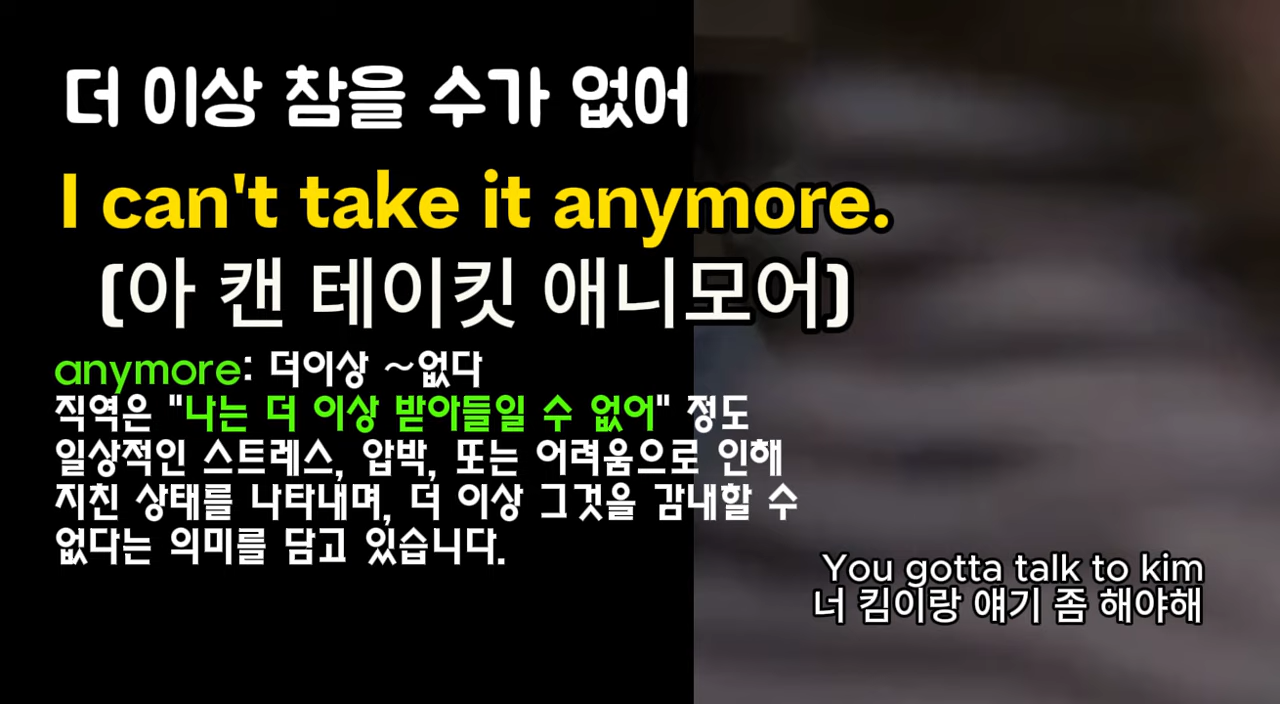 더 이상 참을 수가 없어
I can't take it anymore.
(아 캔 테이킷 애니모어)
anymore: 더이상 ~없다
직역은 "나는 더 이상 받아들일 수 없어" 정도
일상적인 스트레스, 압박, 또는 어려움으로 인해
지친 상태를 나타내며, 더 이상 그것을 감내할 수
없다는 의미를 담고 있습니다.
You gotta talk to kim
너 킴이랑 얘기 좀 해야해